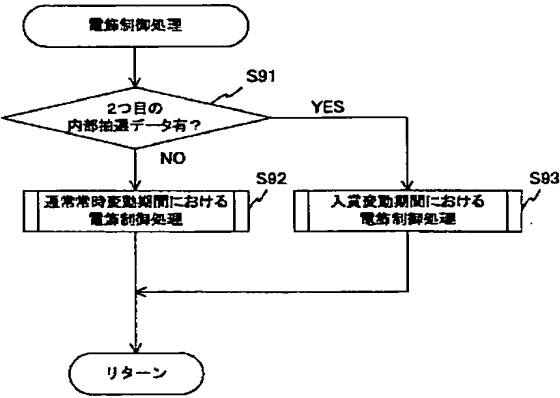 電飾制御処理
S91
2つ目の
内部抽選データ有？
YES
NO
S92
通常常時変動期間における
電飾制御処理
S93
入賞変動期間における
電飾制御処理
リターン